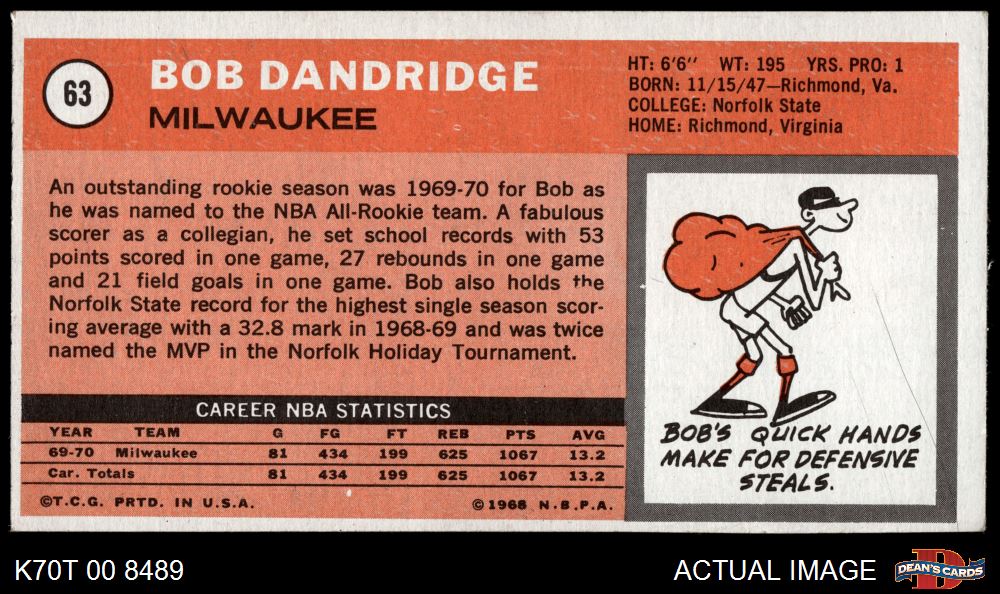 63
BOB DANDRIDGE
MILWAUKEE
HT: 6'6" WT: 195 YRS. PRO: 1
BORN: 11/15/47—Richmond, Va.
COLLEGE: Norfolk State
HOME: Richmond, Virginia
An outstanding rookie season was 1969-70 for Bob as
he was named to the NBA All-Rookie team. A fabulous
scorer as a collegian, he set school records with 53
points scored in one game, 27 rebounds in one game
and 21 field goals in one game. Bob also holds the
Norfolk State record for the highest single season scor-
ing average with a 32.8 mark in 1968-69 and was twice
named the MVP in the Norfolk Holiday Tournament.
BOB'S QUICK HANDS
MAKE FOR DEFENSIVE
STEALS.
CAREER NBA STATISTICS
YEAR TEAM G FG FT REB PTS AVG
69-70 Milwaukee 81 434 199 625 1067 13.2
Car. Totals 81 434 199 625 1067 13.2
©T.C.G. PRTD. IN U.S.A. ©1968 N.B.P.A.
K70T 00 8489 ACTUAL IMAGE
D
DEAN'S CARDS